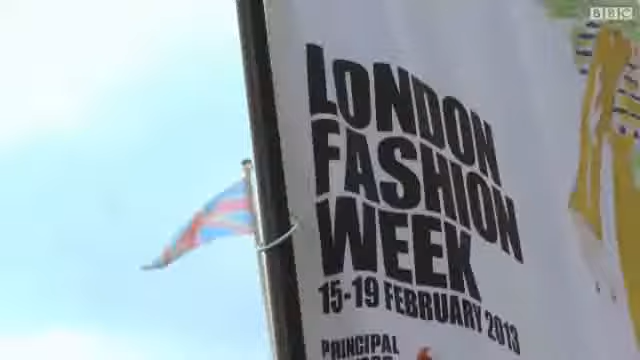 BBC
LONDON
FASHION
WEEK
15-19 FEBRUARY 2013
PRINCIPAL